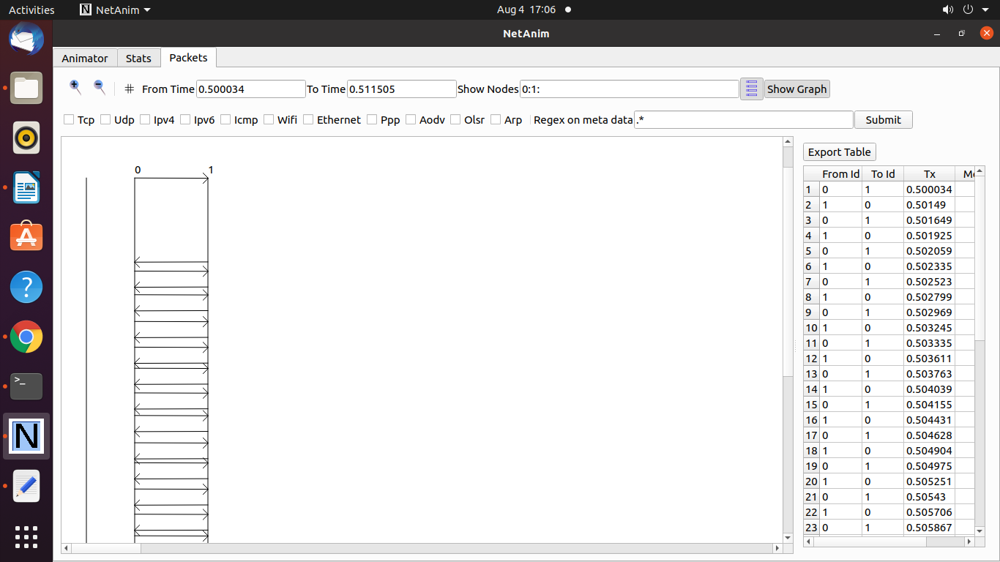 Activities NetAnim Aug 4 17:06
NetAnim
Animator Stats Packets
# From Time 0.500034 To Time 0.511505 Show Nodes 0:1: Show Graph
Tcp Udp Ipv4 Ipv6 Icmp Wifi Ethernet Ppp Aodv Olsr Arp Regex on meta data .* Submit
0 1
Export Table
From Id To Id Tx Me
1 0 1 0.500034
2 1 0 0.50149
3 0 1 0.501649
4 1 0 0.501925
5 0 1 0.502059
6 1 0 0.502335
7 0 1 0.502523
8 1 0 0.502799
9 0 1 0.502969
10 1 0 0.503245
11 0 1 0.503335
12 1 0 0.503611
13 0 1 0.503763
14 1 0 0.504039
15 0 1 0.504155
16 1 0 0.504431
17 0 1 0.504628
18 1 0 0.504904
19 0 1 0.504975
20 1 0 0.505251
21 0 1 0.50543
22 1 0 0.505706
23 0 1 0.505867